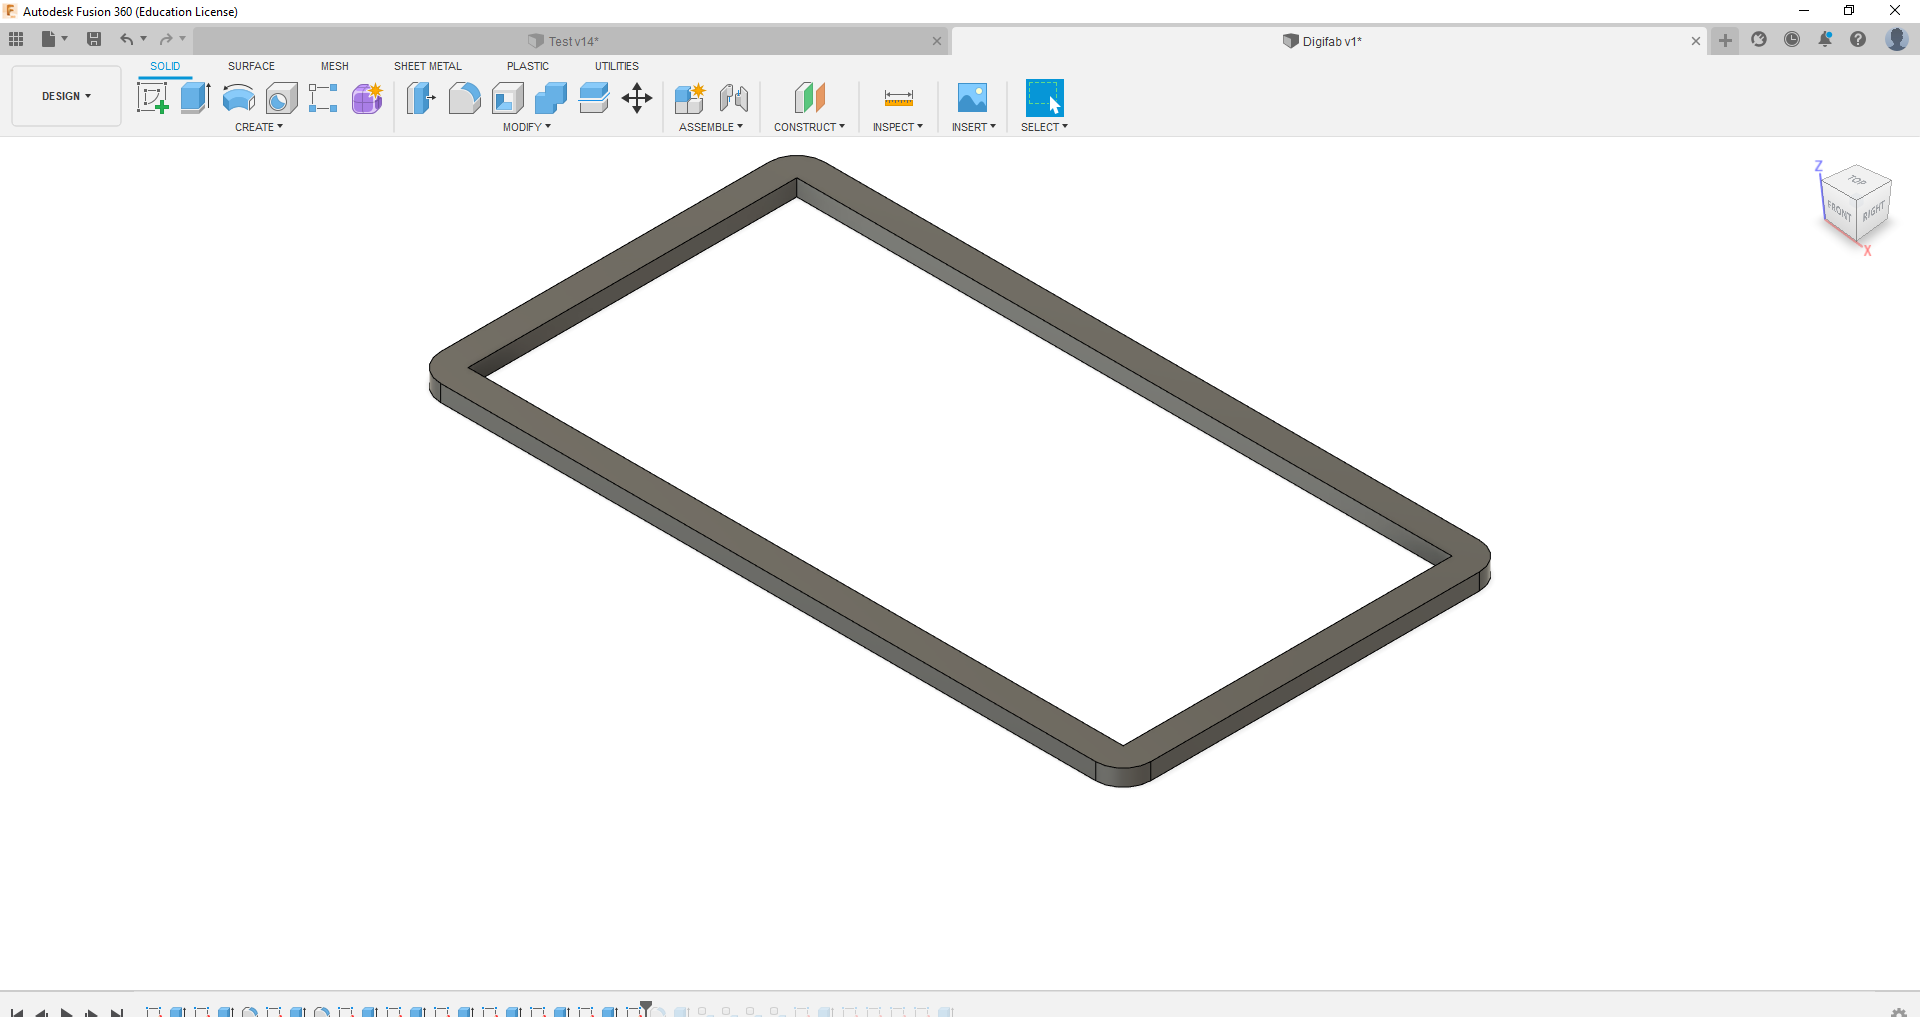 Autodesk Fusion 360 (Education License)
Test v14*
Digifab v1*
SOLID SURFACE MESH SHEET METAL PLASTIC UTILITIES
DESIGN
CREATE MODIFY ASSEMBLE CONSTRUCT INSPECT INSERT SELECT
Z
TOP
FRONT RIGHT
X